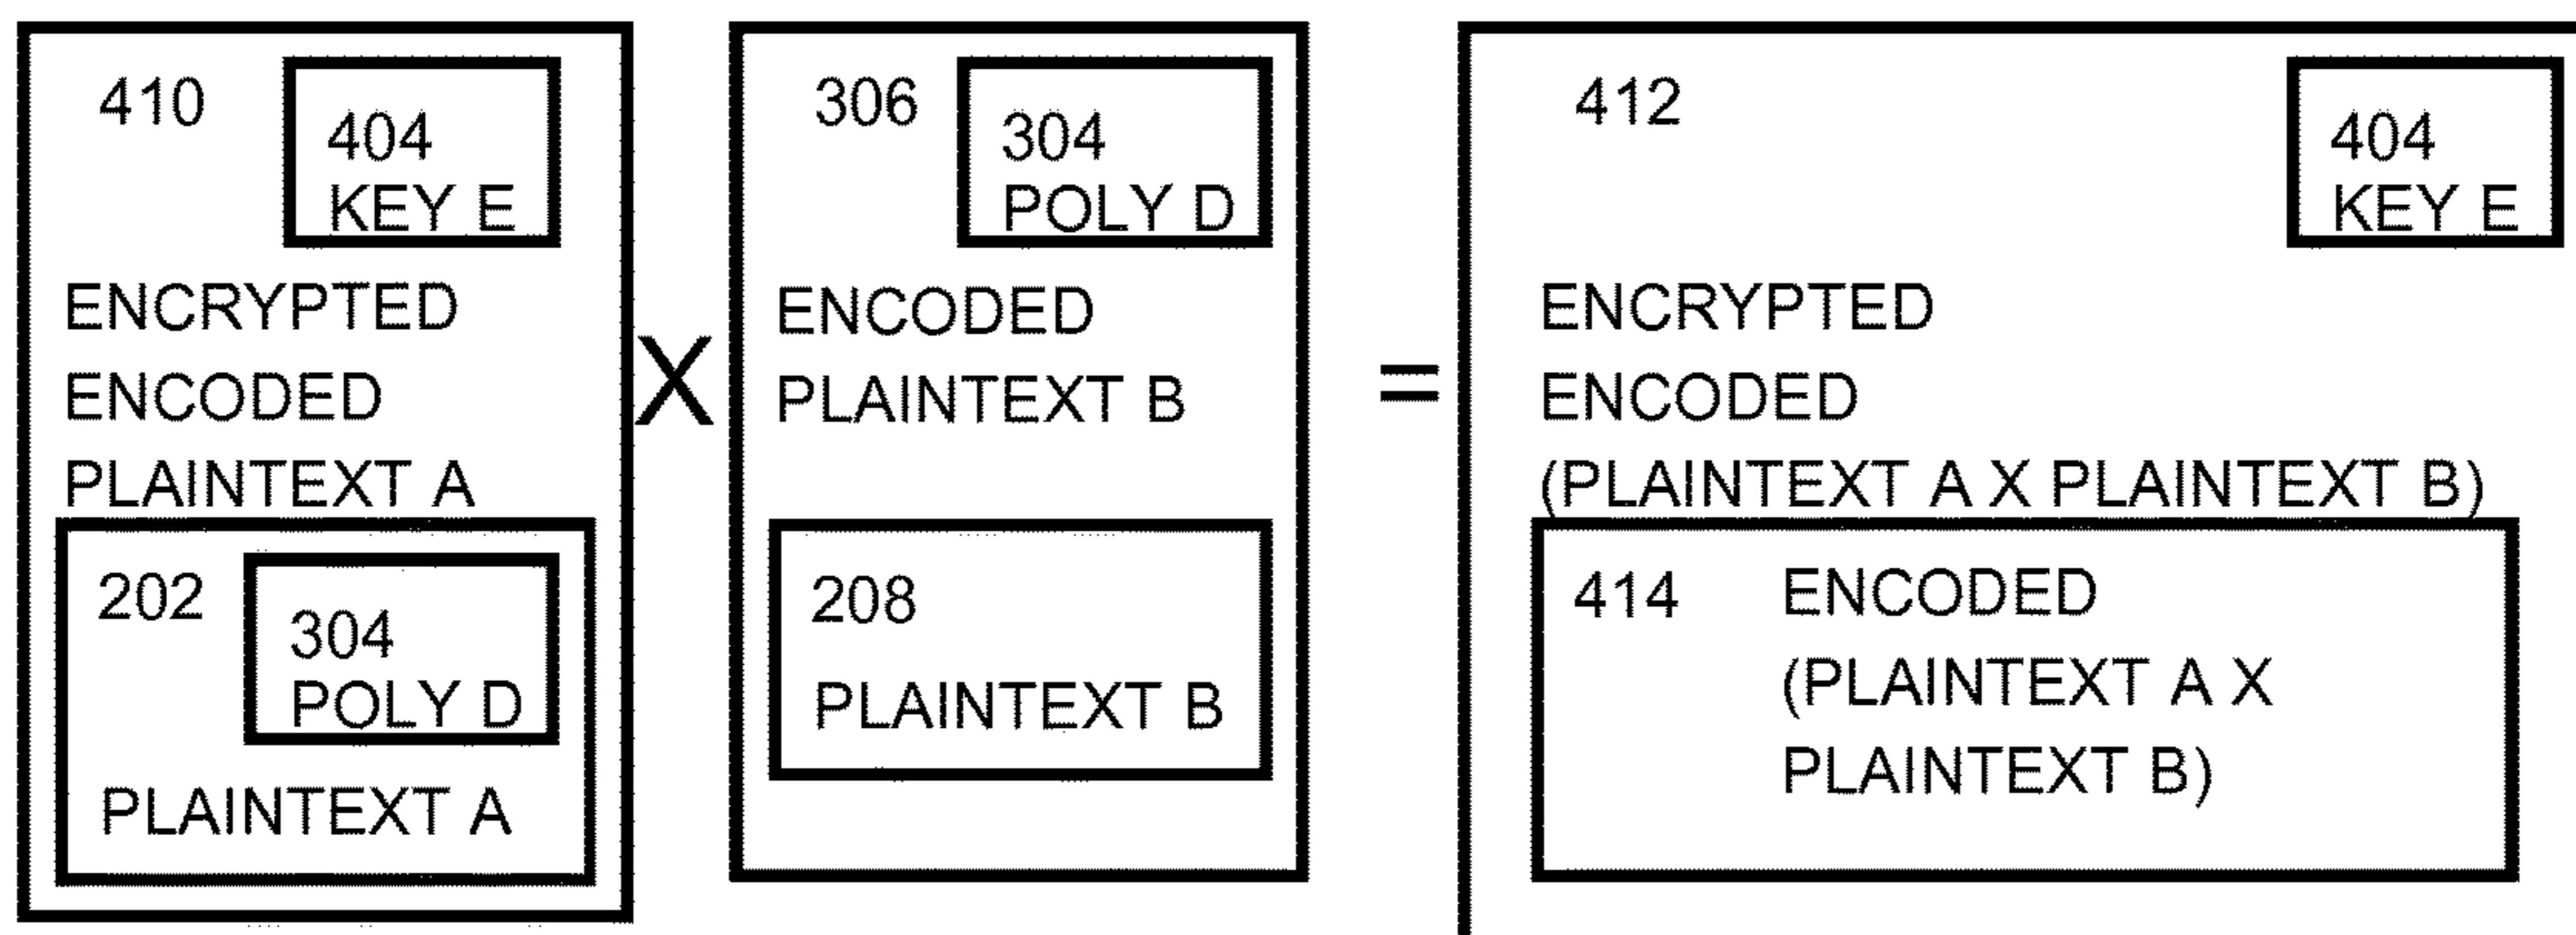 410
404
KEY E
ENCRYPTED
ENCODED
PLAINTEXT A
202
304
POLY D
PLAINTEXT A
X
306
304
POLY D
ENCODED
PLAINTEXT B
208
PLAINTEXT B
=
412
404
KEY E
ENCRYPTED
ENCODED
(PLAINTEXT A X PLAINTEXT B)
414 ENCODED
(PLAINTEXT A X
PLAINTEXT B)